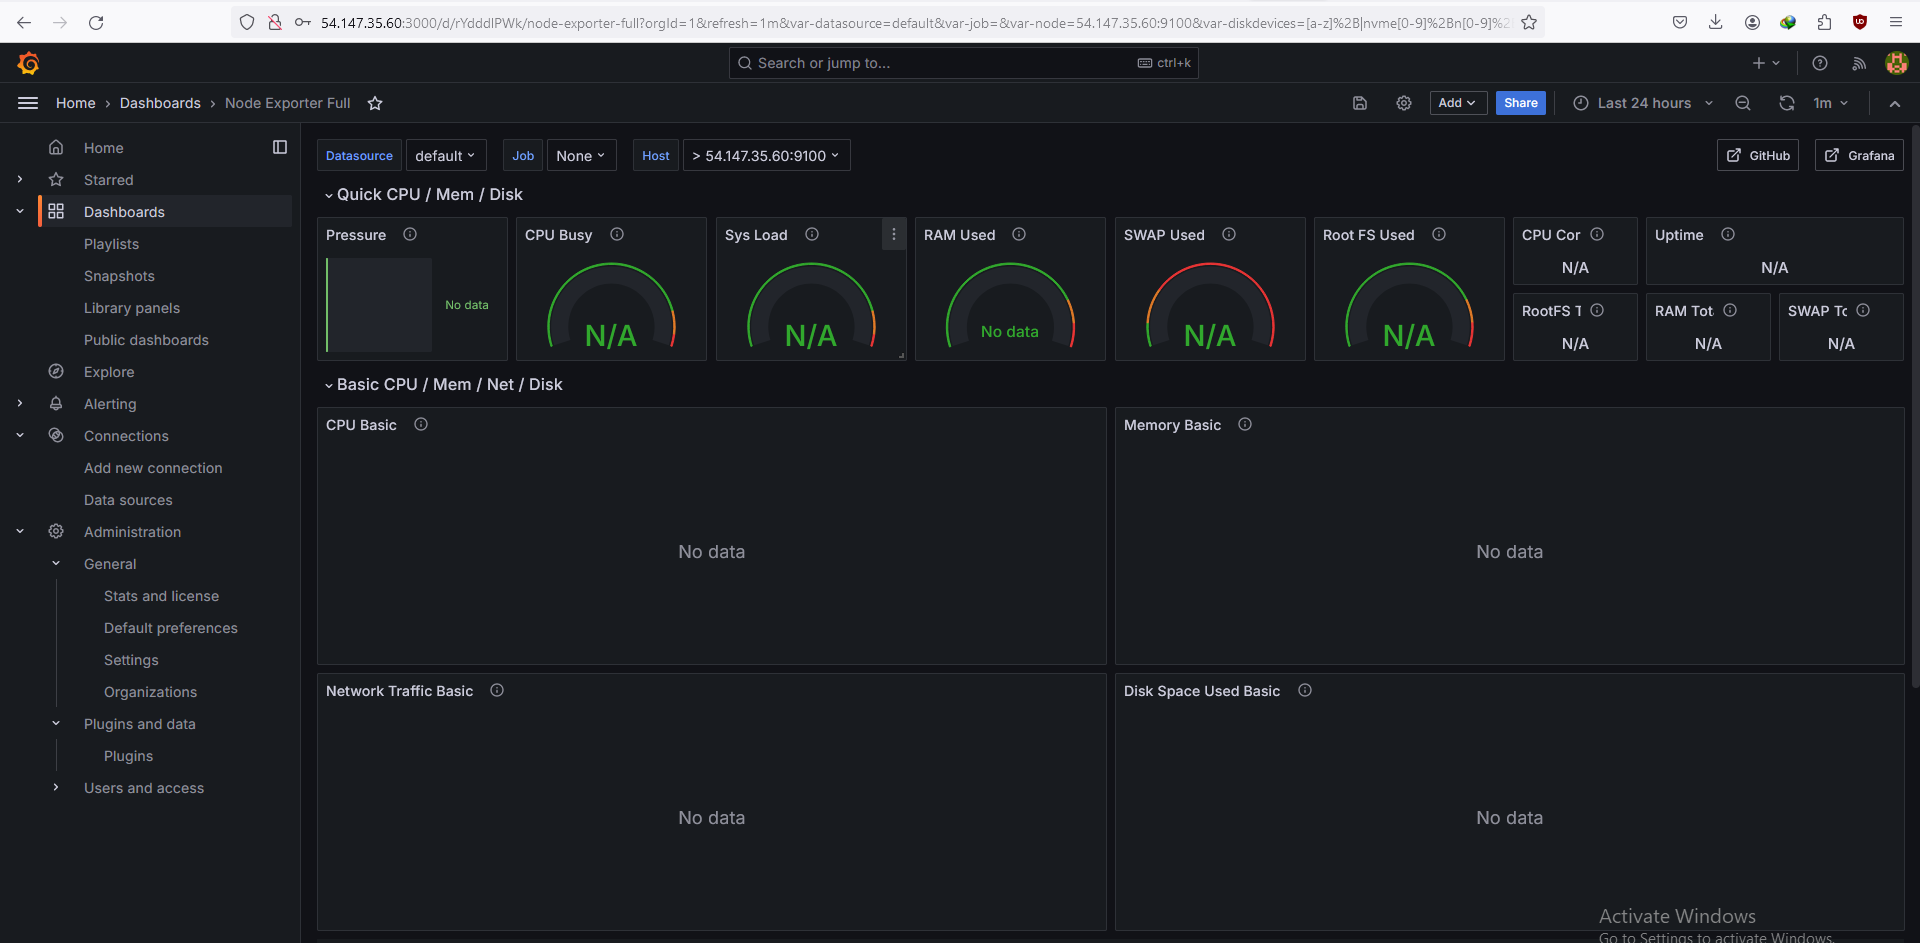 54.147.35.60:3000/d/rYdddlPWk/node-exporter-full?orgId=1&refresh=1m&var-datasource=default&var-job=&var-node=54.147.35.60:9100&var-diskdevices=[a-z]%2B|nvme[0-9]%2Bn[0-9]%2
Search or jump to...
ctrl+k
Home › Dashboards › Node Exporter Full
Add
Share
Last 24 hours
1m
Home
Starred
Dashboards
Playlists
Snapshots
Library panels
Public dashboards
Explore
Alerting
Connections
Add new connection
Data sources
Administration
General
Stats and license
Default preferences
Settings
Organizations
Plugins and data
Plugins
Users and access
Datasource default Job None Host > 54.147.35.60:9100
GitHub
Grafana
Quick CPU / Mem / Disk
Pressure
No data
CPU Busy
N/A
Sys Load
N/A
RAM Used
No data
SWAP Used
N/A
Root FS Used
N/A
CPU Cor
N/A
Uptime
N/A
RootFS T
N/A
RAM Tot
N/A
SWAP Tc
N/A
Basic CPU / Mem / Net / Disk
CPU Basic
No data
Memory Basic
No data
Network Traffic Basic
No data
Disk Space Used Basic
No data
Activate Windows
Go to Settings to activate Windows.